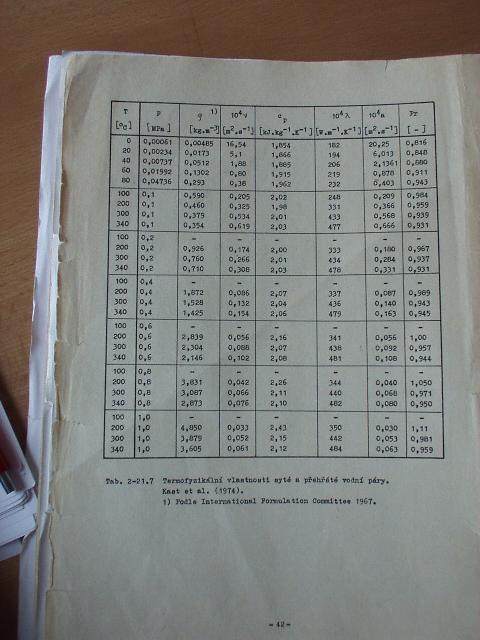 T p ρ 1) 10⁴ν c_p 10⁴λ 10⁴a Pr
[°C] [MPa] [kg.m⁻³] [m².s⁻¹] [kJ.kg⁻¹.K⁻¹] [W.m⁻¹.K⁻¹] [m².s⁻¹] [-]
0 0,00061 0,00485 16,54 1,854 182 20,25 0,816
20 0,00234 0,0173 5,1 1,866 194 6,013 0,848
40 0,00737 0,0512 1,88 1,885 206 2,1361 0,880
60 0,01992 0,1302 0,80 1,915 219 0,878 0,911
80 0,04736 0,293 0,38 1,962 232 0,403 0,943
100 0,1 0,590 0,205 2,02 248 0,209 0,984
200 0,1 0,460 0,325 1,98 331 0,366 0,959
300 0,1 0,379 0,534 2,01 433 0,568 0,939
340 0,1 0,354 0,619 2,03 477 0,666 0,931
100 0,2 - - - - - -
200 0,2 0,926 0,174 2,00 333 0,180 0,967
300 0,2 0,760 0,266 2,01 434 0,284 0,937
340 0,2 0,710 0,308 2,03 478 0,331 0,931
100 0,4 - - - - - -
200 0,4 1,872 0,086 2,07 337 0,087 0,989
300 0,4 1,528 0,132 2,04 436 0,140 0,943
340 0,4 1,425 0,154 2,06 479 0,163 0,945
100 0,6 - - - - - -
200 0,6 2,839 0,056 2,16 341 0,056 1,00
300 0,6 2,304 0,088 2,07 438 0,092 0,957
340 0,6 2,146 0,102 2,08 481 0,108 0,944
100 0,8 - - - - - -
200 0,8 3,831 0,042 2,26 344 0,040 1,050
300 0,8 3,087 0,066 2,11 440 0,068 0,971
340 0,8 2,873 0,076 2,10 482 0,080 0,950
100 1,0 - - - - - -
200 1,0 4,850 0,033 2,43 350 0,030 1,11
300 1,0 3,879 0,052 2,15 442 0,053 0,981
340 1,0 3,605 0,061 2,12 484 0,063 0,959
Tab. 2-21.7 Termofyzikální vlastnosti syté a přehřáté vodní páry.
Kast et al. (1974).
1) Podle International Formulation Committee 1967.
- 42 -